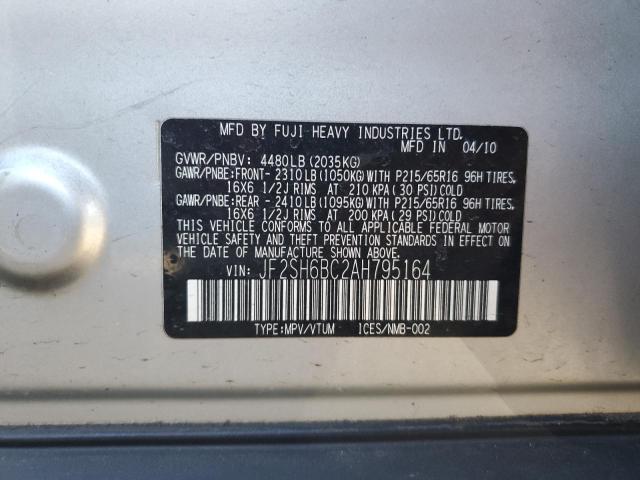 MFD BY FUJI HEAVY INDUSTRIES LTD.
MFD IN 04/10
GVWR/PNBV: 4480LB(2035KG)
GAWR/PNBE:FRONT- 2310LB(1050KG)WITH P215/65R16 96H TIRES,
16X6 1/2J RIMS AT 210 KPA(30 PSI)COLD
GAWR/PNBE:REAR - 2410LB(1095KG)WITH P215/65R16 96H TIRES,
16X6 1/2J RIMS AT 200 KPA(29 PSI)COLD
THIS VEHICLE CONFORMS TO ALL APPLICABLE FEDERAL MOTOR
VEHICLE SAFETY AND THEFT PREVENTION STANDARDS IN EFFECT
ON THE DATE OF MANUFACTURE SHOWN ABOVE.
VIN: JF2SH6BC2AH795164
TYPE:MPV/VTUM ICES/NMB-002